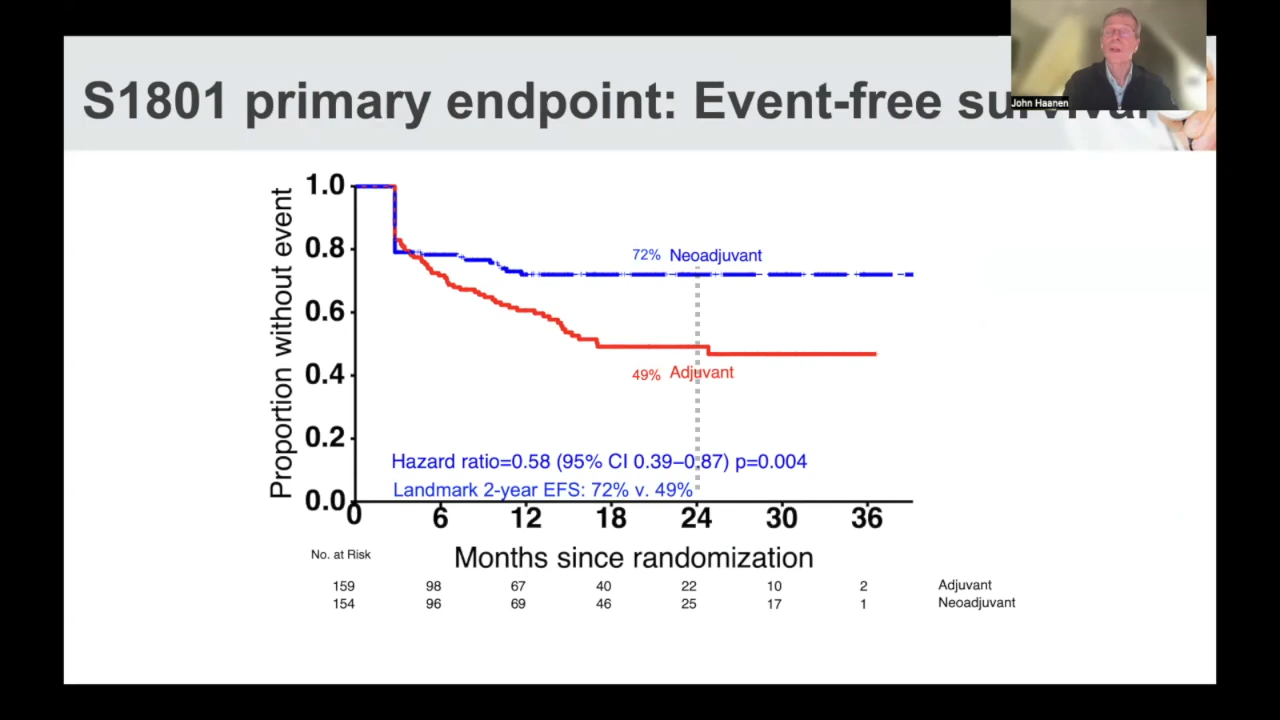 S1801 primary endpoint: Event-free survival
John Haanen
Proportion without event
1.0
0.8
0.6
0.4
0.2
0.0
72% Neoadjuvant
49% Adjuvant
Hazard ratio=0.58 (95% CI 0.39–0.87) p=0.004
Landmark 2-year EFS: 72% v. 49%
0 6 12 18 24 30 36
Months since randomization
No. at Risk
159 98 67 40 22 10 2 Adjuvant
154 96 69 46 25 17 1 Neoadjuvant